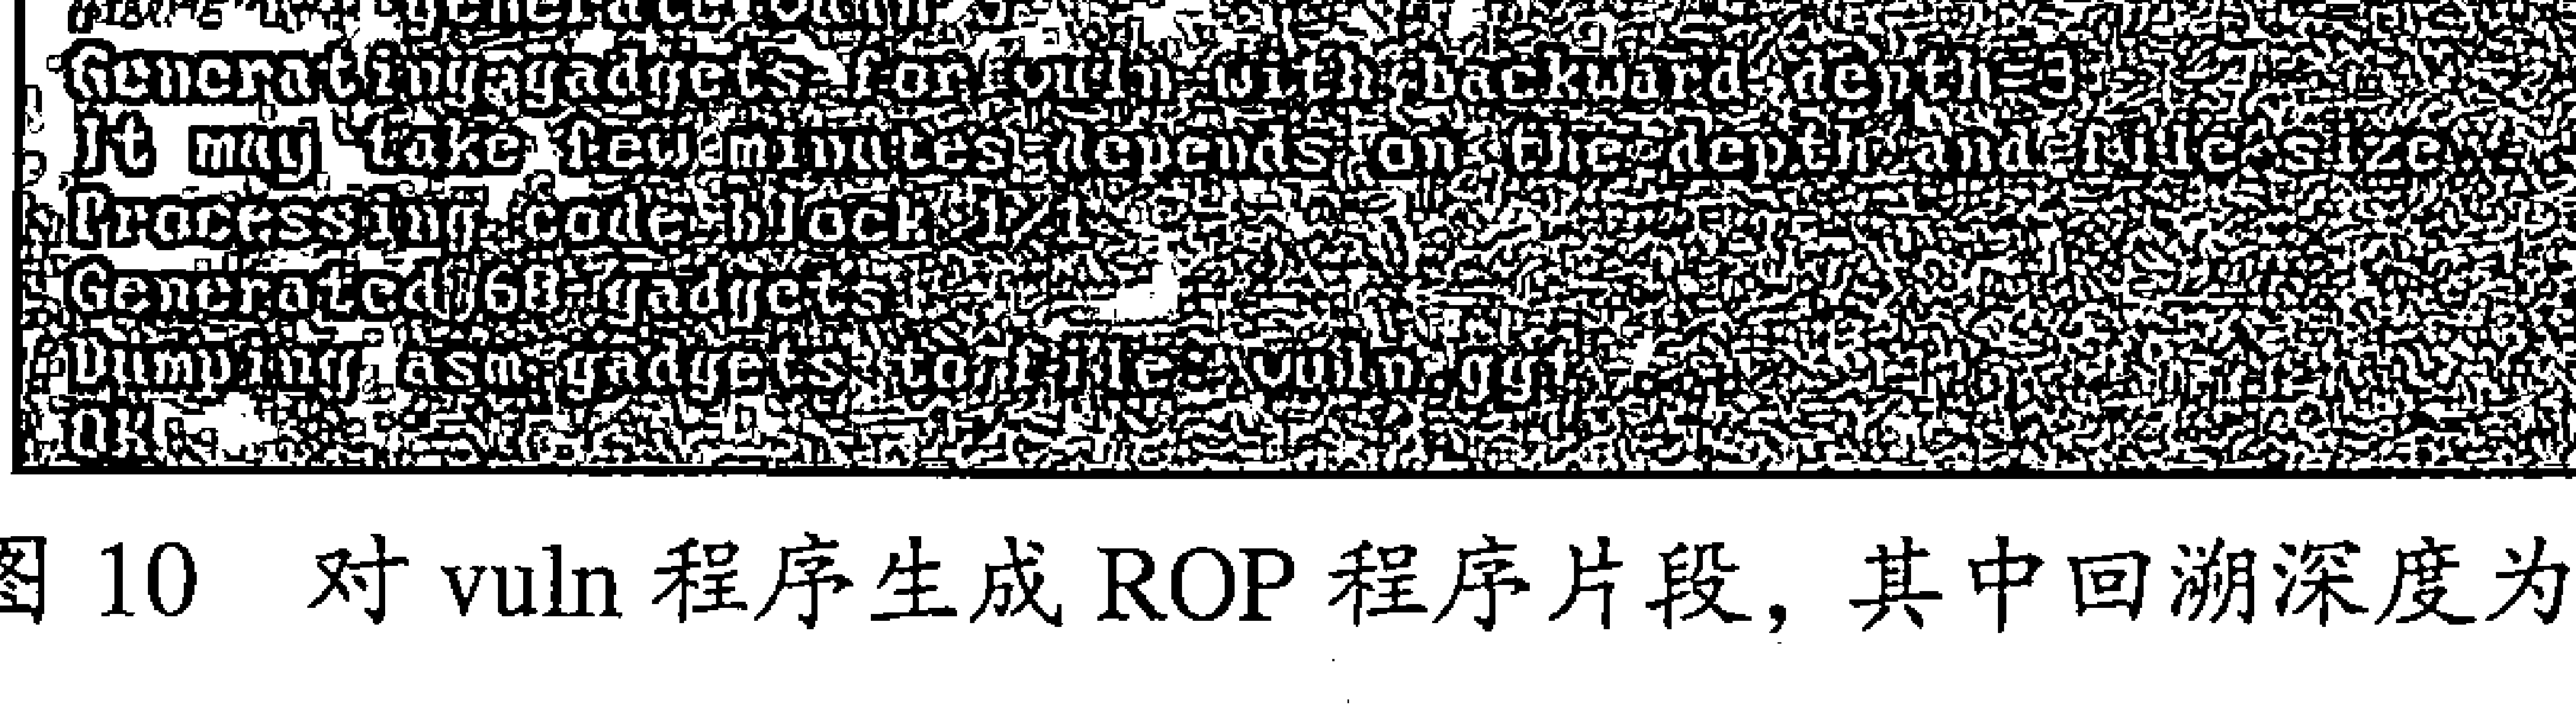 Generating gadgets for vuln with backward depth=3
It may take few minutes depends on the depth and file size
Processing code block 1/1
Generated 68 gadgets
Dumping asm gadgets to file: vuln.ggt ...
OK
图 10 对 vuln 程序生成 ROP 程序片段，其中回溯深度为